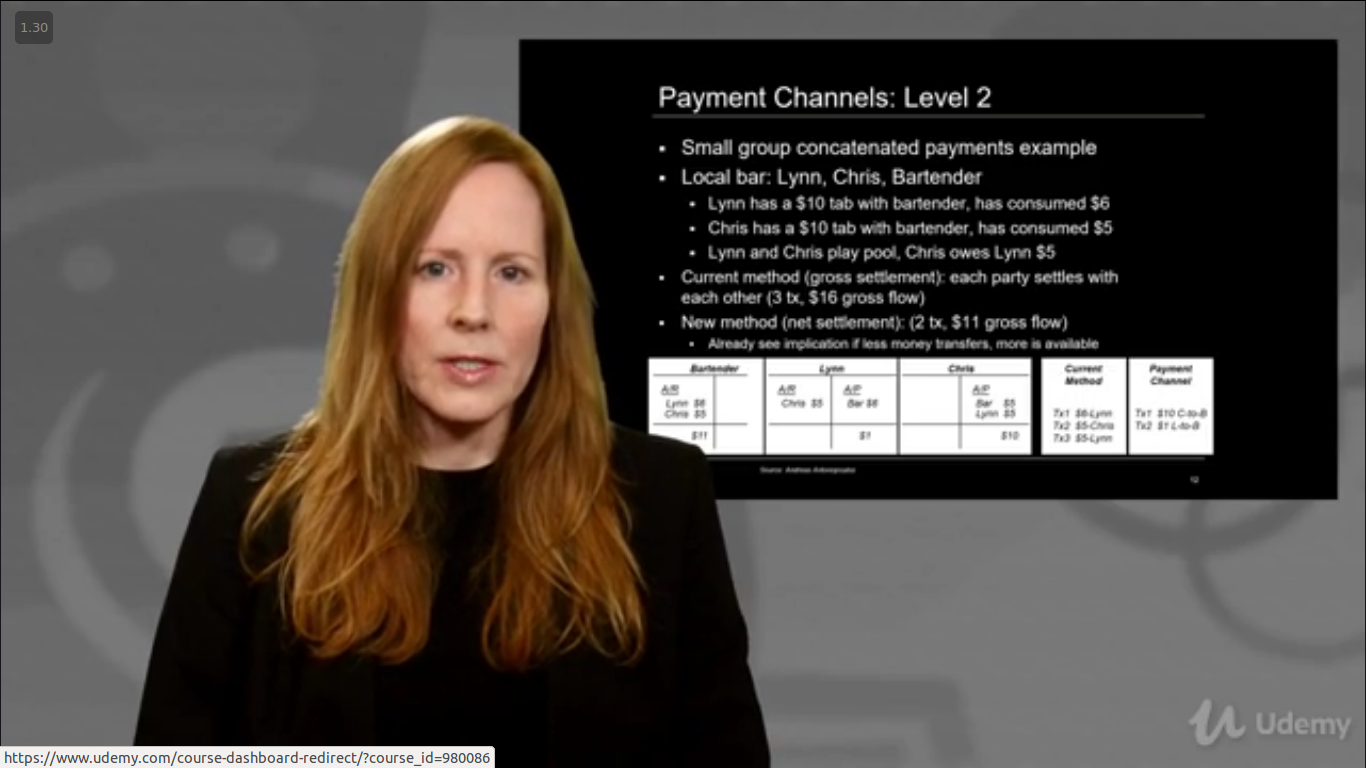 1.30
Payment Channels: Level 2
▪ Small group concatenated payments example
▪ Local bar: Lynn, Chris, Bartender
▪ Lynn has a $10 tab with bartender, has consumed $6
▪ Chris has a $10 tab with bartender, has consumed $5
▪ Lynn and Chris play pool, Chris owes Lynn $5
▪ Current method (gross settlement): each party settles with
each other (3 tx, $16 gross flow)
▪ New method (net settlement): (2 tx, $11 gross flow)
▪ Already see implication if less money transfers, more is available
Bartender
A/R
Lynn $6
Chris $5
$11
Lynn
A/R
Chris $5
A/P
Bar $6
$1
Chris
A/P
Bar $5
Lynn $5
$10
Current
Method
Tx1 $6-Lynn
Tx2 $5-Chris
Tx3 $5-Lynn
Payment
Channel
Tx1 $10 C-to-B
Tx2 $1 L-to-B
Source: Andreas Antonopoulos
12
Udemy
https://www.udemy.com/course-dashboard-redirect/?course_id=980086